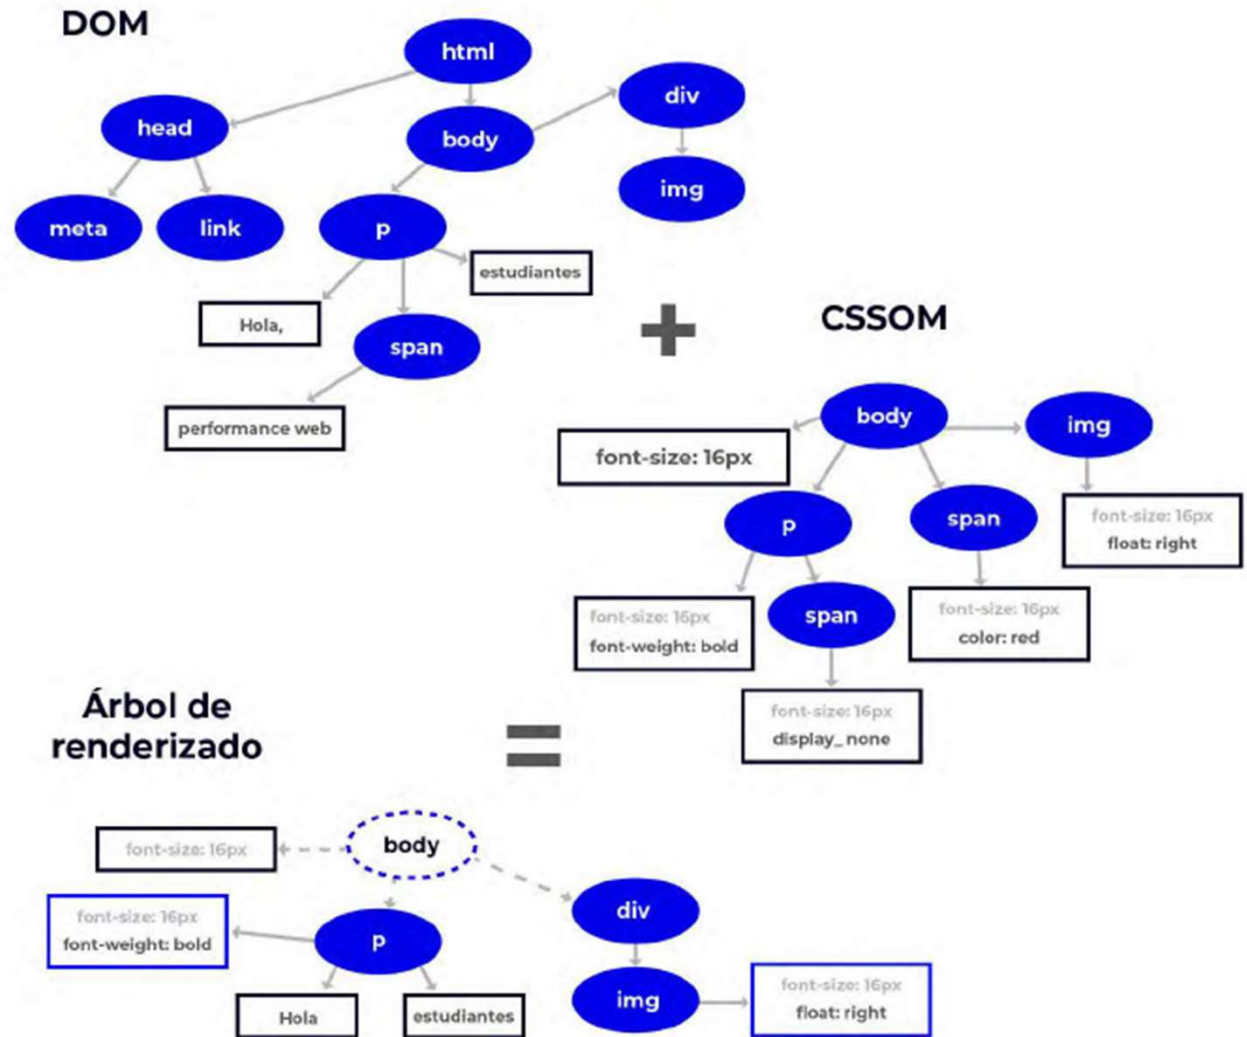 DOM
html
head
body
div
img
meta
link
p
estudiantes
Hola,
span
performance web
+
CSSOM
body
img
font-size: 16px
p
span
font-size: 16px
float: right
font-size: 16px
font-weight: bold
span
font-size: 16px
color: red
font-size: 16px
display_ none
Árbol de
renderizado
=
body
font-size: 16px
div
font-size: 16px
font-weight: bold
p
img
font-size: 16px
float: right
Hola
estudiantes